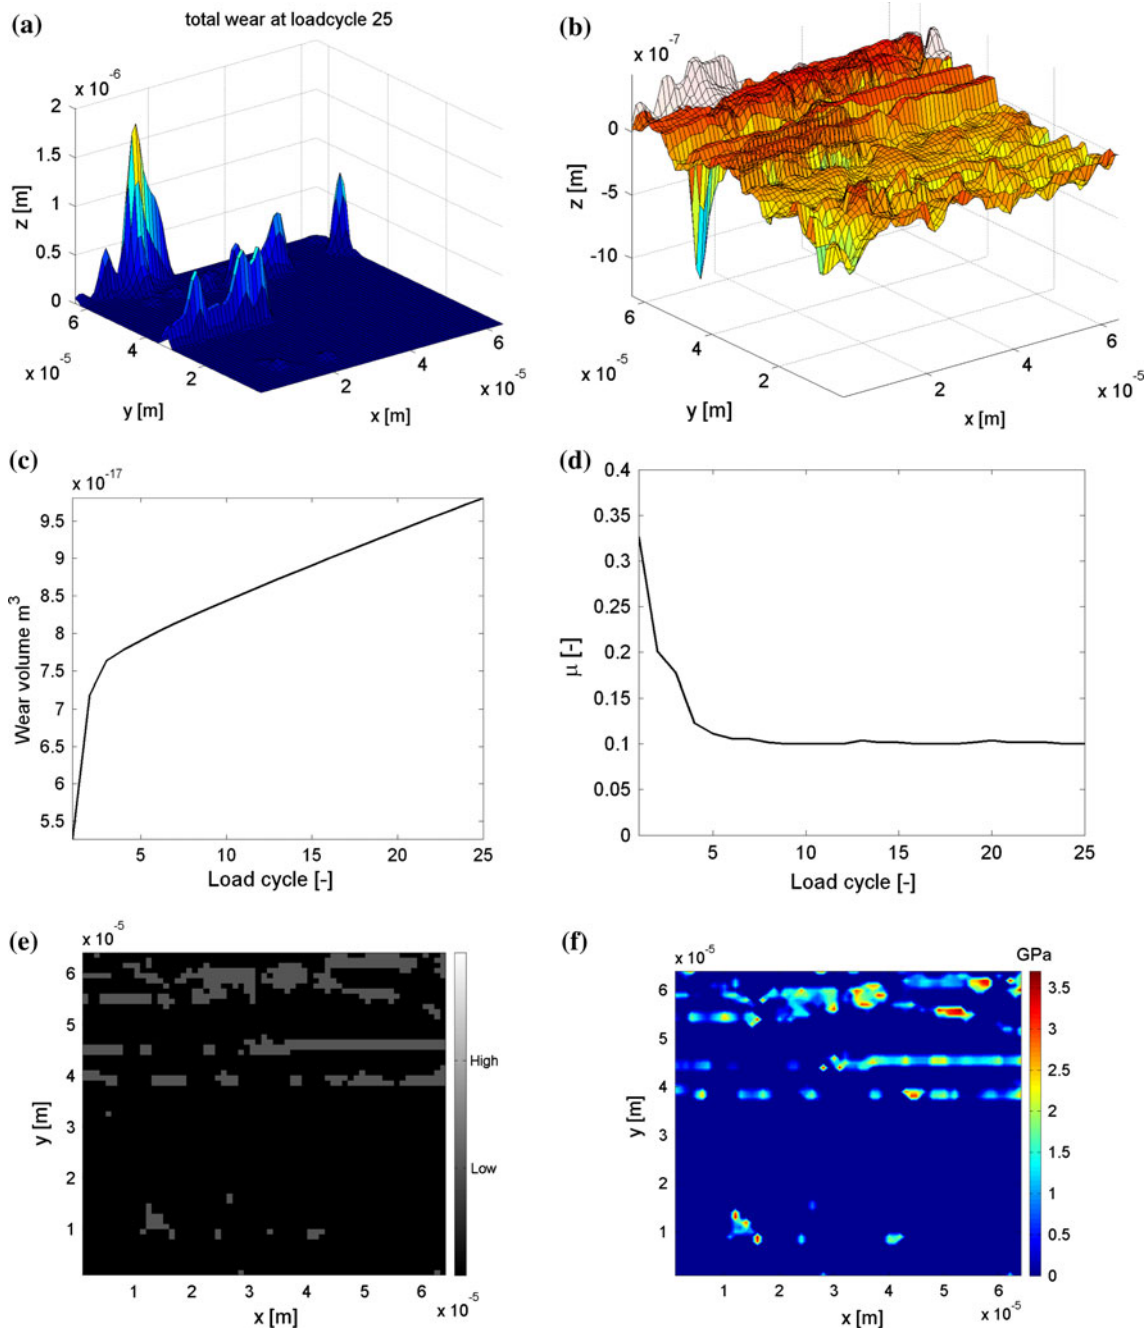 (a)
total wear at loadcycle 25
x 10-6
2
1.5
1
0.5
0
z [m]
6
4
2
x 10-5
y [m]
2
4
6
x 10-5
x [m]
(b)
x 10-7
0
-5
-10
z [m]
6
4
2
x 10-5
y [m]
2
4
6
x 10-5
x [m]
(c)
x 10-17
9.5
9
8.5
8
7.5
7
6.5
6
5.5
Wear volume m3
5
10
15
20
25
Load cycle [-]
(d)
0.4
0.35
0.3
0.25
0.2
0.15
0.1
0.05
0
μ [-]
5
10
15
20
25
Load cycle [-]
(e)
x 10-5
6
5
4
3
2
1
y [m]
1
2
3
4
5
6
x 10-5
x [m]
High
Low
(f)
x 10-5
6
5
4
3
2
1
y [m]
1
2
3
4
5
6
x 10-5
x [m]
GPa
3.5
3
2.5
2
1.5
1
0.5
0